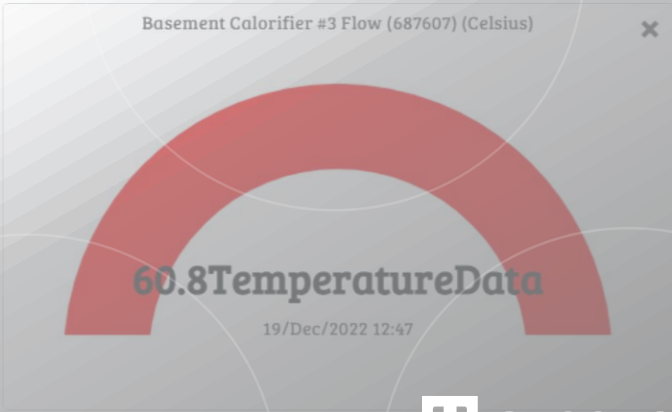 Basement Calorifier #3 Flow (687607) (Celsius)
60.8TemperatureData
19/Dec/2022 12:47